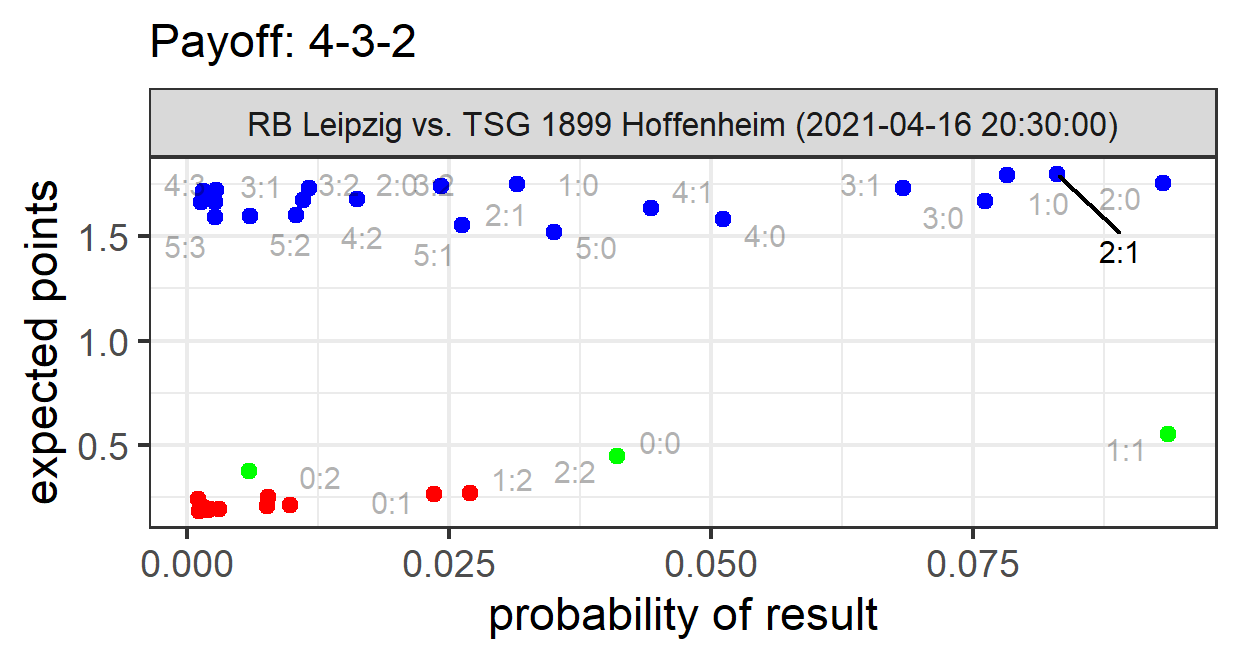 Payoff: 4-3-2
RB Leipzig vs. TSG 1899 Hoffenheim (2021-04-16 20:30:00)
expected points
1.5
1.0
0.5
4:3 3:1 3:2 2:0 3:2 1:0 4:1 3:1 1:0 2:0
2:1 3:0
5:3 5:2 4:2 5:1 5:0 4:0 2:1
0:0 1:1
0:2 1:2 2:2
0:1
0.000 0.025 0.050 0.075
probability of result